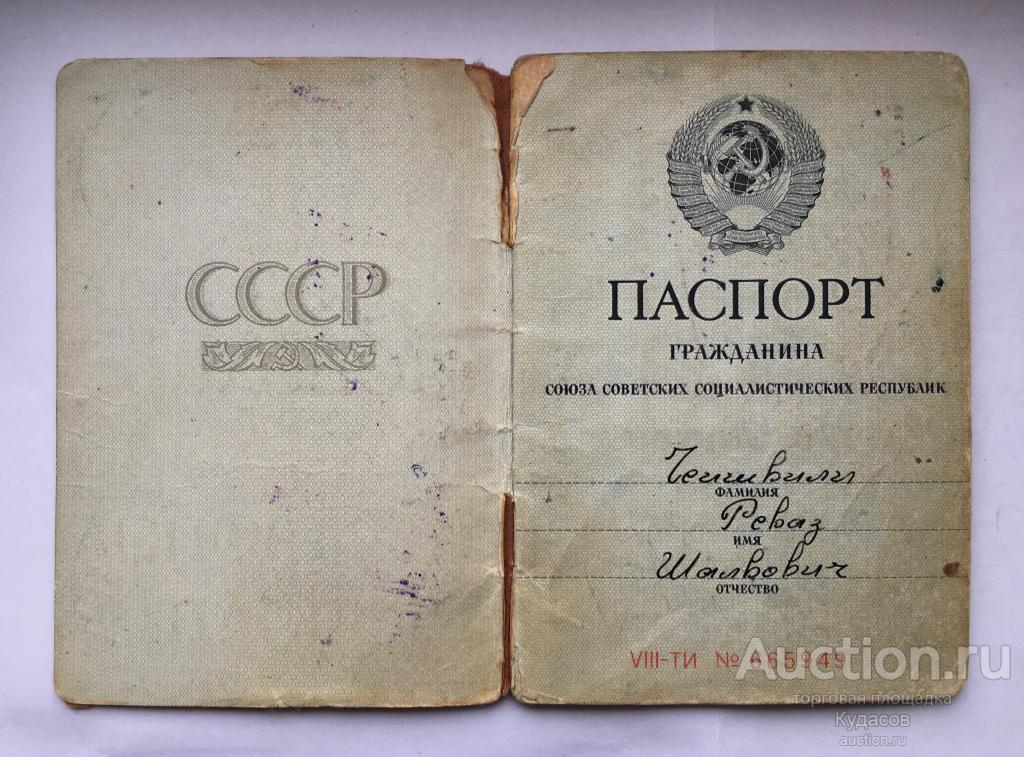 СССР
ПАСПОРТ
ГРАЖДАНИНА
СОЮЗА СОВЕТСКИХ СОЦИАЛИСТИЧЕСКИХ РЕСПУБЛИК
ФАМИЛИЯ
Реваз
ИМЯ
Шалвович
ОТЧЕСТВО
VIII-ТИ № 665949
Auction.ru
торговая площадка
Кудасов
auction.ru